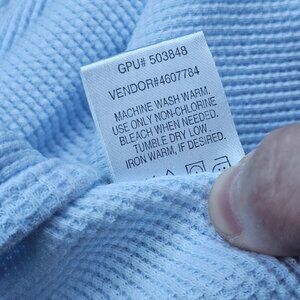 GPU# 503848
VENDOR#4607784
MACHINE WASH WARM.
USE ONLY NON-CHLORINE
BLEACH WHEN NEEDED.
TUMBLE DRY LOW
IRON WARM, IF DESIRED.